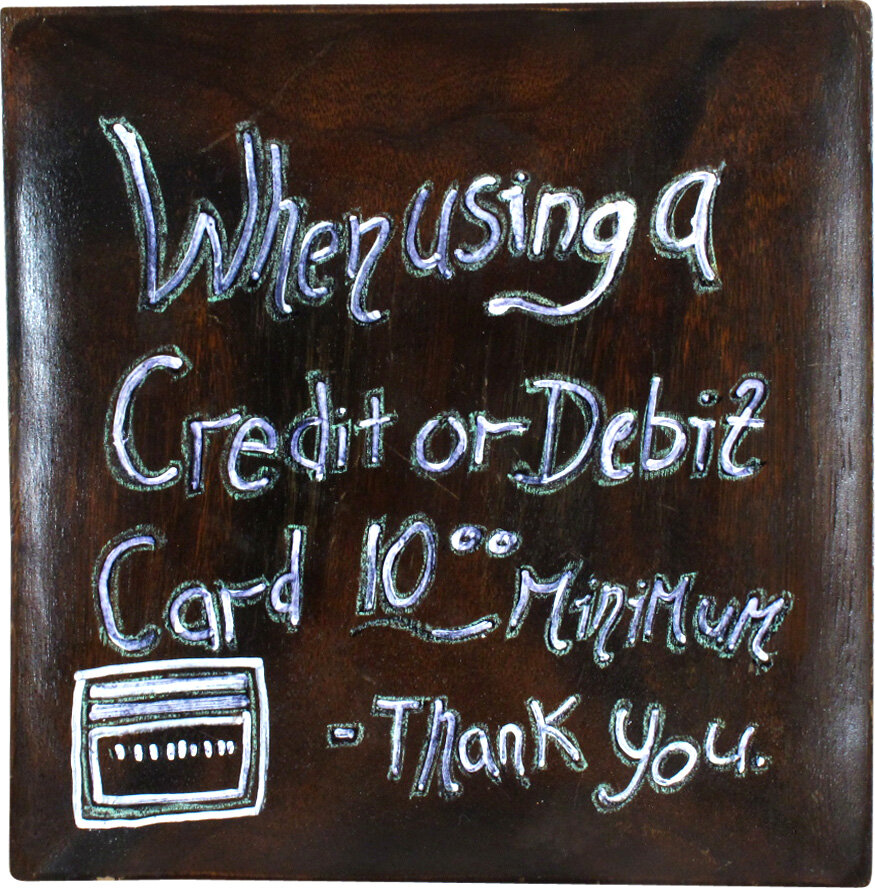 When using a
Credit or Debit
Card 10⁰⁰ Minimum
- Thank you.